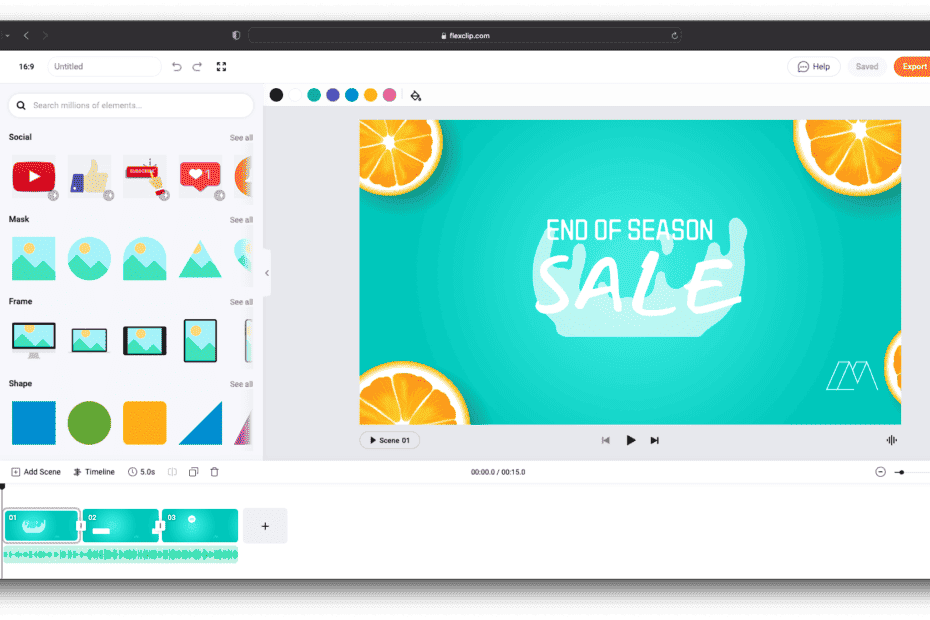 flexclip.com
16:9 Untitled Help Saved Export
Search millions of elements...
Social See all
SUBSCRIBE
1
Mask See all
Frame See all
Shape See all
END OF SEASON
SALE
Scene 01
Add Scene Timeline 5.0s 00:00.0 / 00:15.0
01 02 03